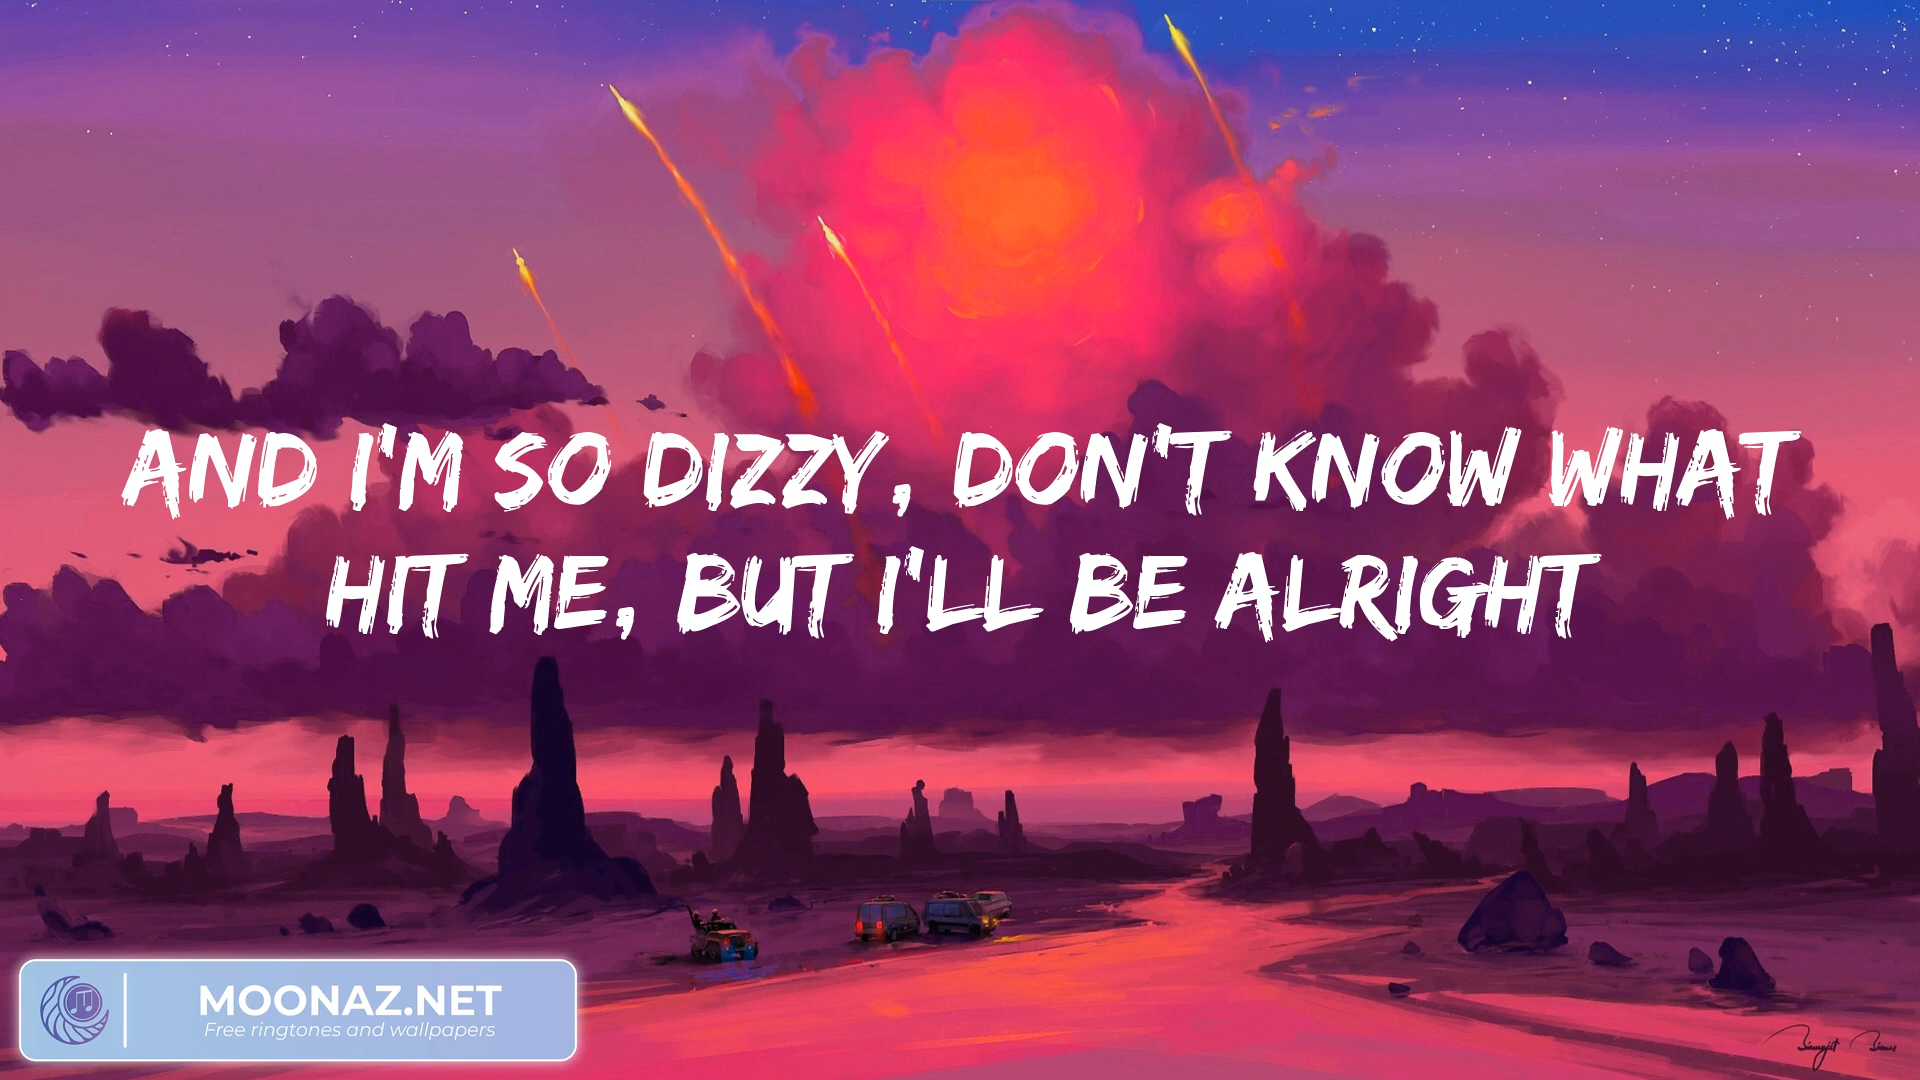 AND I'M SO DIZZY, DON'T KNOW WHAT
HIT ME, BUT I'LL BE ALRIGHT
MOONAZ.NET
Free ringtones and wallpapers